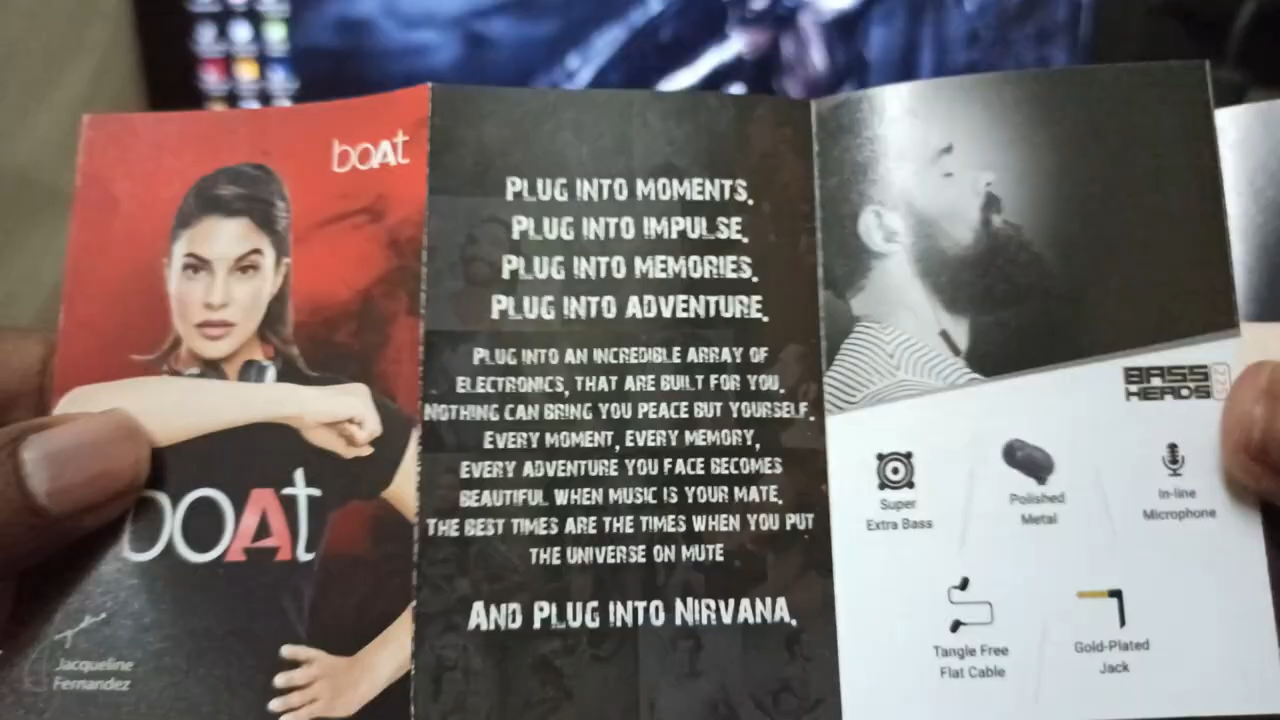 boAt
boAt
Jacqueline
Fernandez
PLUG INTO MOMENTS.
PLUG INTO IMPULSE.
PLUG INTO MEMORIES.
PLUG INTO ADVENTURE.
PLUG INTO AN INCREDIBLE ARRAY OF
ELECTRONICS, THAT ARE BUILT FOR YOU.
NOTHING CAN BRING YOU PEACE BUT YOURSELF.
EVERY MOMENT, EVERY MEMORY,
EVERY ADVENTURE YOU FACE BECOMES
BEAUTIFUL WHEN MUSIC IS YOUR MATE.
THE BEST TIMES ARE THE TIMES WHEN YOU PUT
THE UNIVERSE ON MUTE
AND PLUG INTO NIRVANA.
BASS
HEADS
Super
Extra Bass
Polished
Metal
In-line
Microphone
Tangle Free
Flat Cable
Gold-Plated
Jack